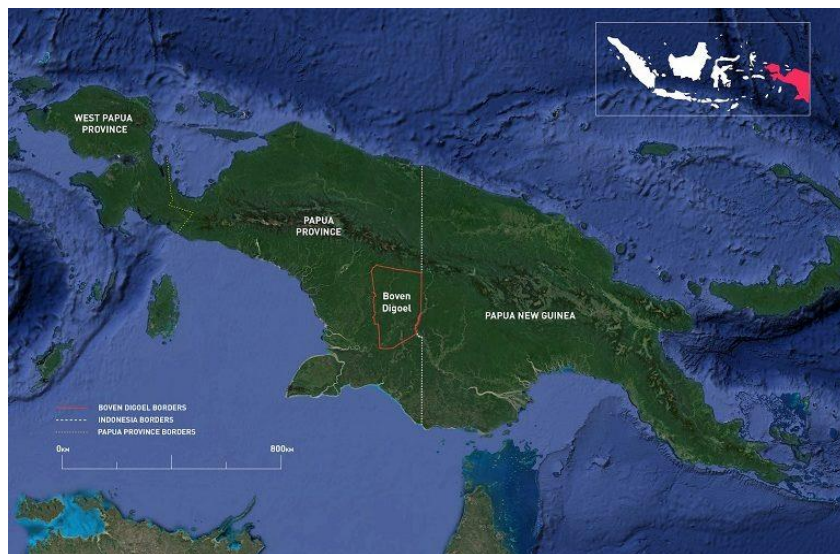 WEST PAPUA
PROVINCE
PAPUA
PROVINCE
Boven
Digoel
PAPUA NEW GUINEA
BOVEN DIGOEL BORDERS
INDONESIA BORDERS
PAPUA PROVINCE BORDERS
0KM
800KM